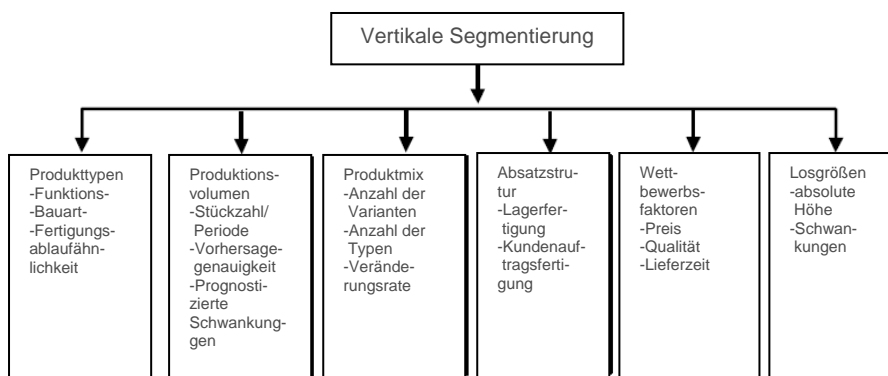 Vertikale Segmentierung
Produkttypen
-Funktions-
-Bauart-
-Fertigungs-
ablaufähn-
lichkeit
Produktions-
volumen
-Stückzahl/
Periode
-Vorhersage-
genauigkeit
-Prognosti-
zierte
Schwankung-
gen
Produktmix
-Anzahl der
Varianten
-Anzahl der
Typen
-Verände-
rungsrate
Absatzstru-
tur
-Lagerfer-
tigung
-Kundenauf-
tragsferti-
gung
Wett-
bewerbs-
faktoren
-Preis
-Qualität
-Lieferzeit
Losgrößen
-absolute
Höhe
-Schwan-
kungen